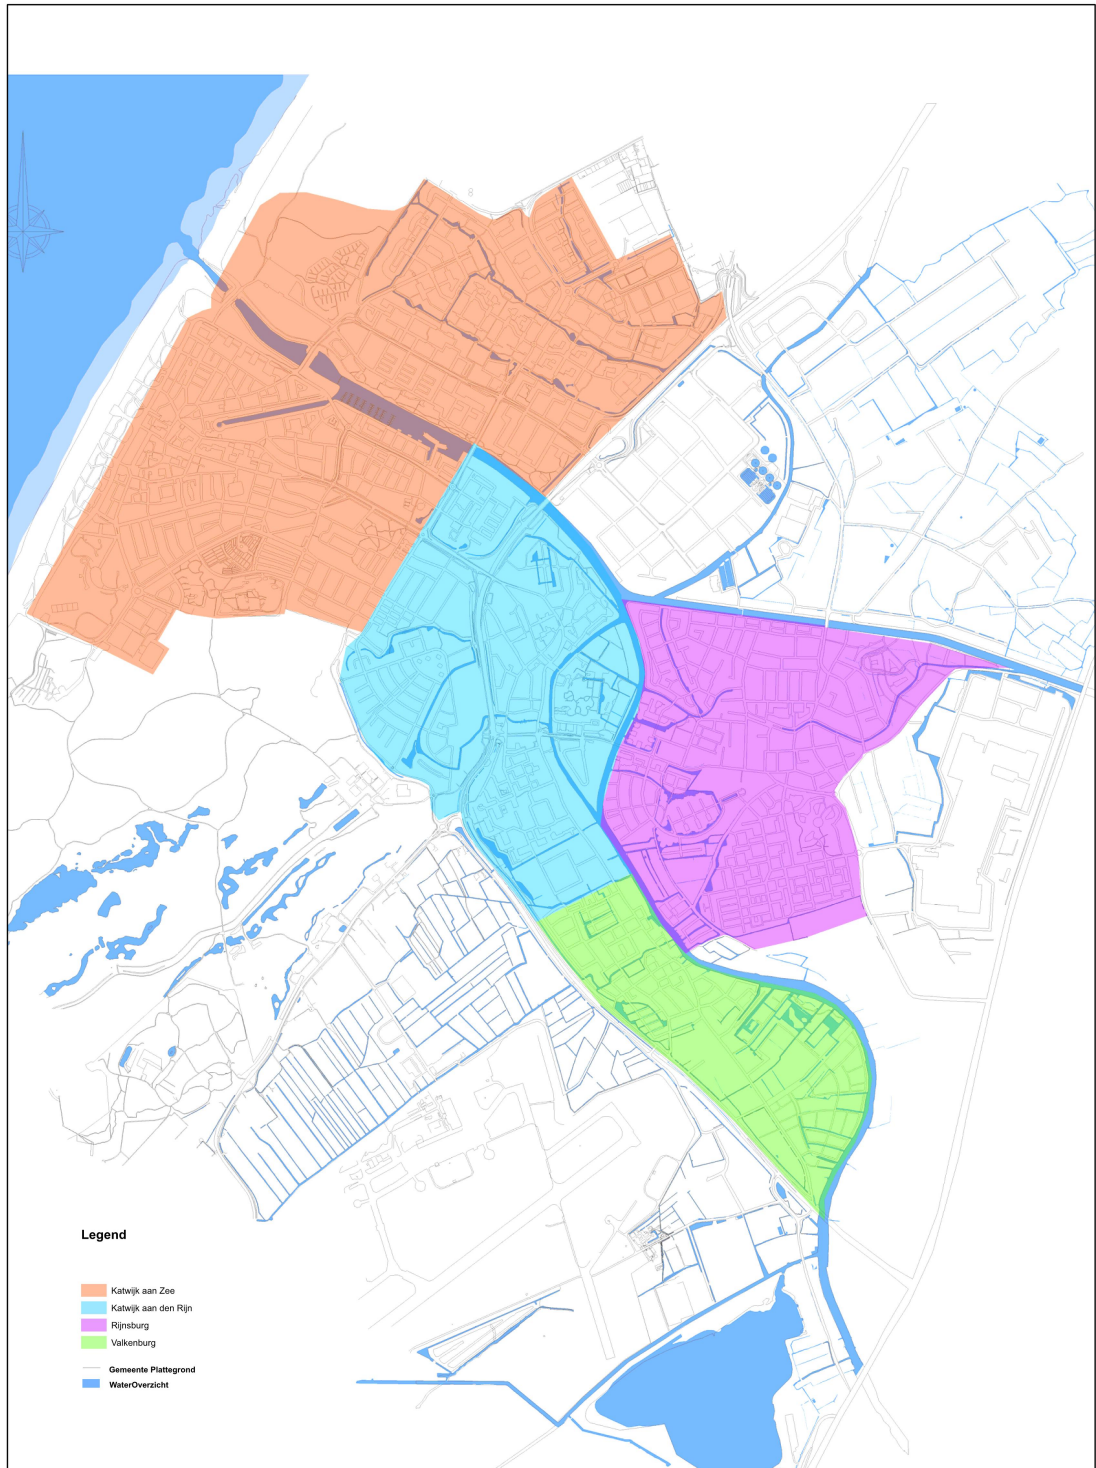 Legend
Katwijk aan Zee
Katwijk aan den Rijn
Rijnsburg
Valkenburg
Gemeente Plattegrond
WaterOverzicht